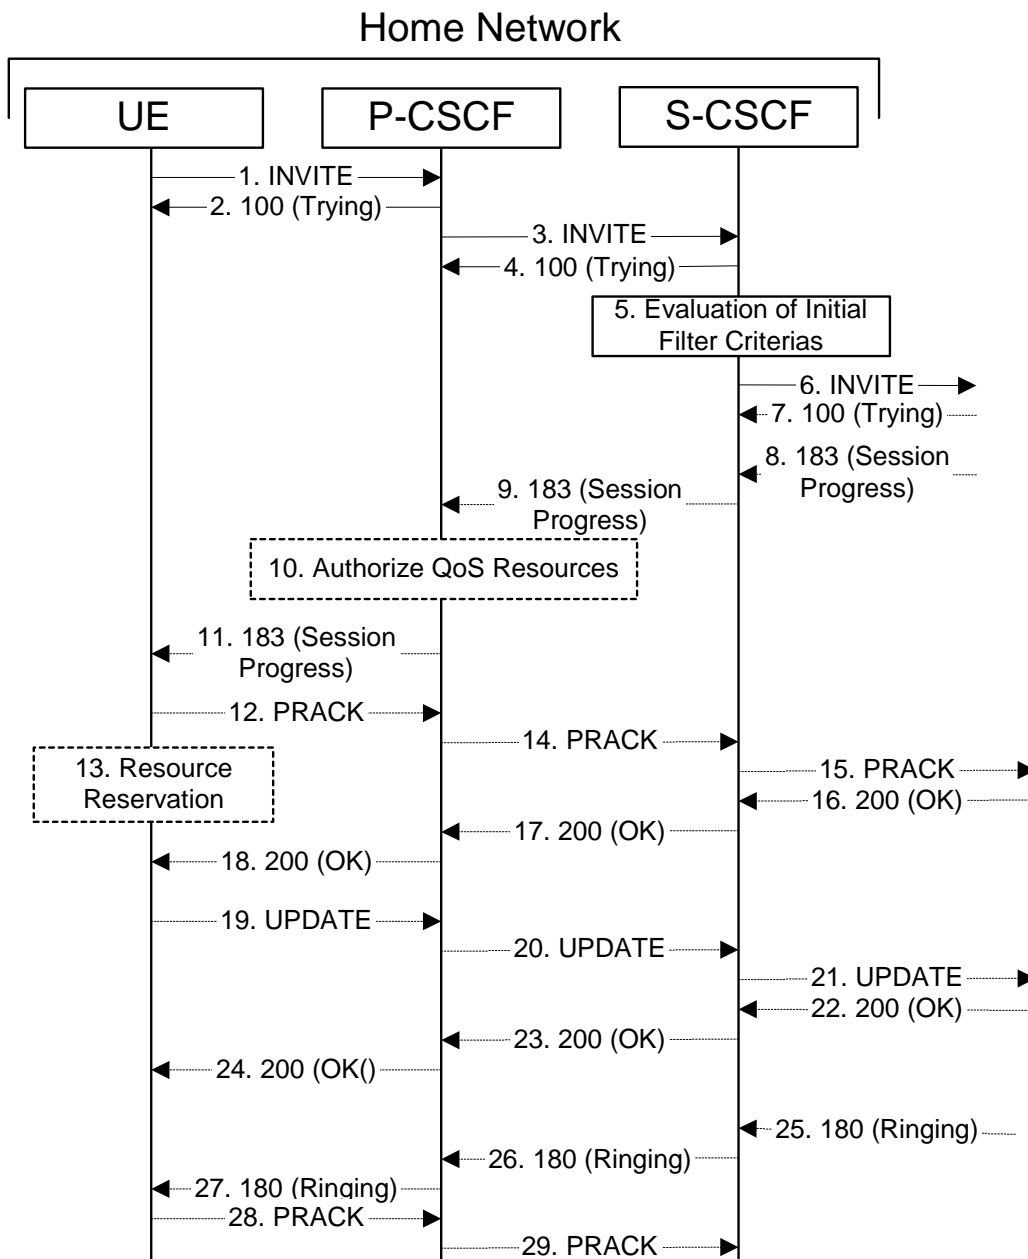 Home Network
UE
P-CSCF
S-CSCF
1. INVITE
2. 100 (Trying)
3. INVITE
4. 100 (Trying)
5. Evaluation of Initial
Filter Criterias
6. INVITE
7. 100 (Trying)
8. 183 (Session
Progress)
9. 183 (Session
Progress)
10. Authorize QoS Resources
11. 183 (Session
Progress)
12. PRACK
14. PRACK
13. Resource
Reservation
15. PRACK
16. 200 (OK)
17. 200 (OK)
18. 200 (OK)
19. UPDATE
20. UPDATE
21. UPDATE
22. 200 (OK)
23. 200 (OK)
24. 200 (OK()
25. 180 (Ringing)
26. 180 (Ringing)
27. 180 (Ringing)
28. PRACK
29. PRACK